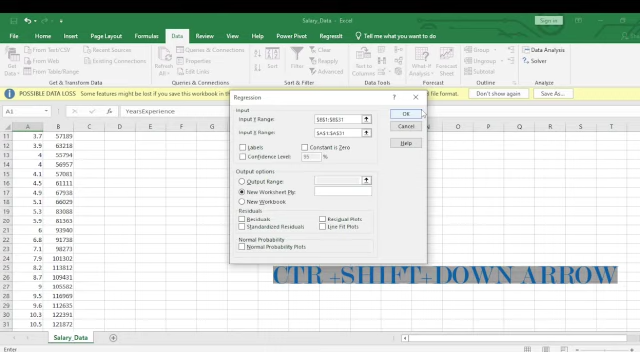 Salary_Data - Excel
Sign in
File Home Insert Page Layout Formulas Data Review View Help Power Pivot Regressit Tell me what you want to do
From Text/CSV Recent Sources
From Web Existing Connections
From Table/Range
Get Data
Get & Transform Data
Refresh All
Queries & Connections
Properties
Edit Links
Queries & Connections
Sort
Filter
Clear
Reapply
Advanced
Sort & Filter
Text to Columns
Data Tools
What-If Analysis
Forecast Sheet
Forecast
Group
Ungroup
Subtotal
Outline
Data Analysis
Solver
Analyze
POSSIBLE DATA LOSS Some features might be lost if you save this workbook in the
file format.
Don't show again
Save As...
A1
YearsExperience
A B C D E F
M N O P Q R S T
11 3.7 57189
12 3.9 63218
13 4 55794
14 4 56957
15 4.1 57081
16 4.5 61111
17 4.9 67938
18 5.1 66029
19 5.3 83088
20 5.9 81363
21 6 93940
22 6.8 91738
23 7.1 98273
24 7.9 101302
25 8.2 113812
26 8.7 109431
27 9 105582
28 9.5 116969
29 9.6 112635
30 10.3 122391
31 10.5 121872
Regression
?
Input
Input Y Range: $B$1:$B$31
Input X Range: $A$1:$A$31
Labels
Constant is Zero
Confidence Level: 95 %
Output options
Output Range:
New Worksheet Ply:
New Workbook
Residuals
Residuals
Residual Plots
Standardized Residuals
Line Fit Plots
Normal Probability
Normal Probability Plots
OK
Cancel
Help
CTR +SHIFT+DOWN ARROW
Salary_Data
Enter